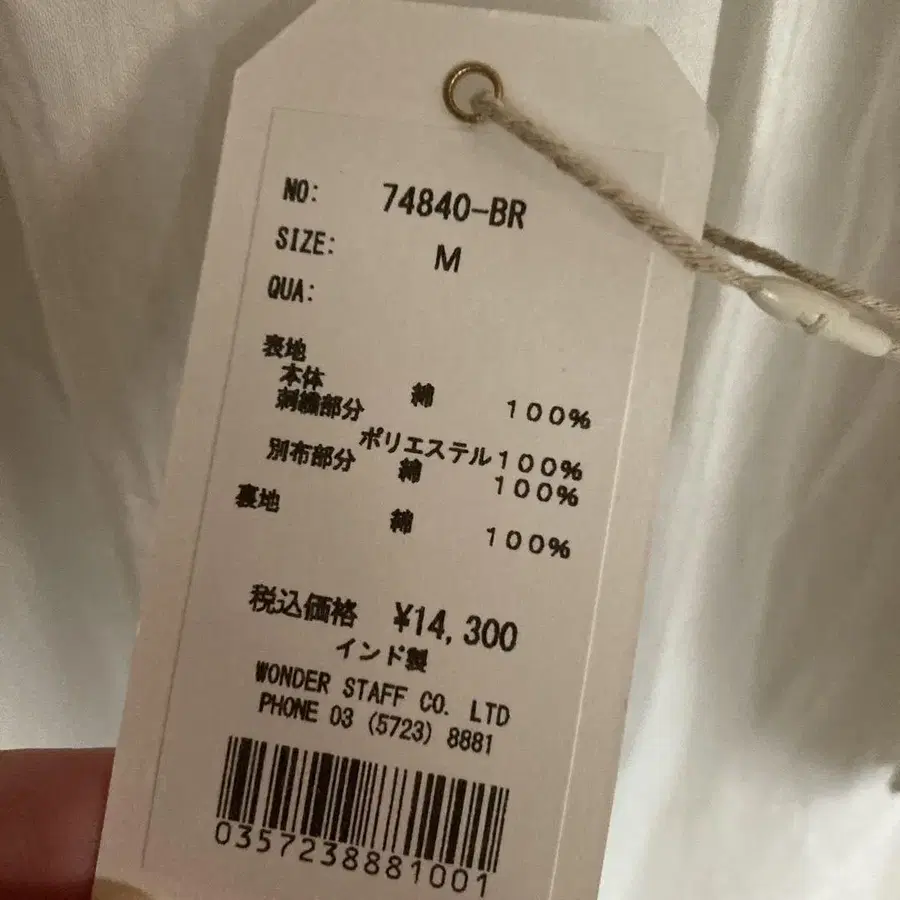 NO: 74840-BR
SIZE: M
QUA:
表地
本体 綿 100%
刺繍部分
ポリエステル100%
別布部分 綿 100%
裏地
綿 100%
税込価格 ¥14,300
インド製
WONDER STAFF CO. LTD
PHONE 03 (5723) 8881
0357238881001